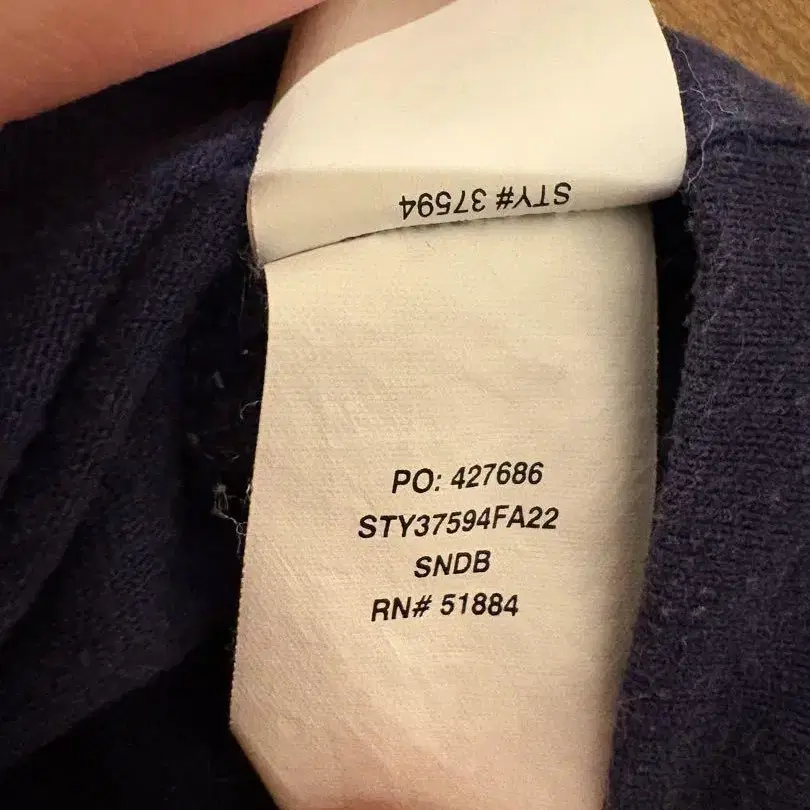 STY# 37594
PO: 427686
STY37594FA22
SNDB
RN# 51884